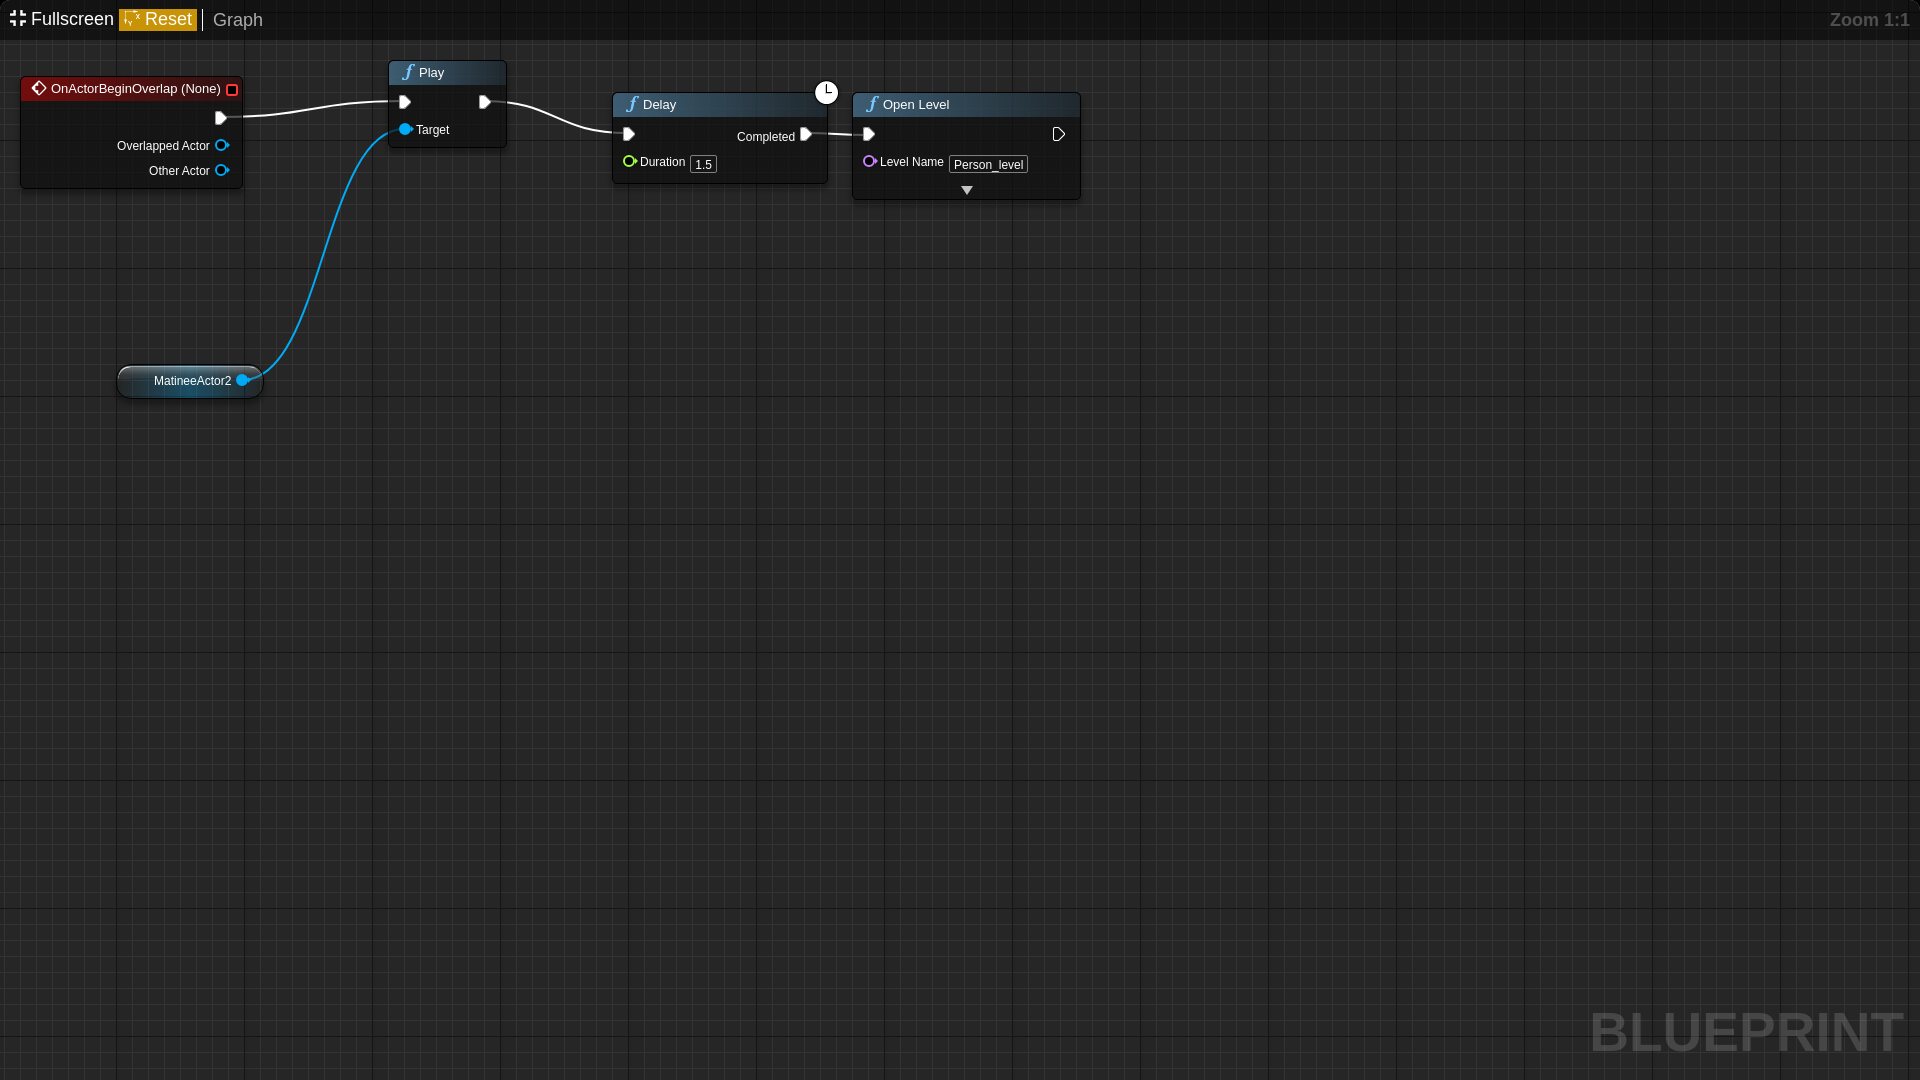 Fullscreen Reset Graph
Zoom 1:1
OnActorBeginOverlap (None)
Overlapped Actor
Other Actor
Play
Target
Delay
Completed
Duration 1.5
Open Level
Level Name Person_level
MatineeActor2
BLUEPRINT